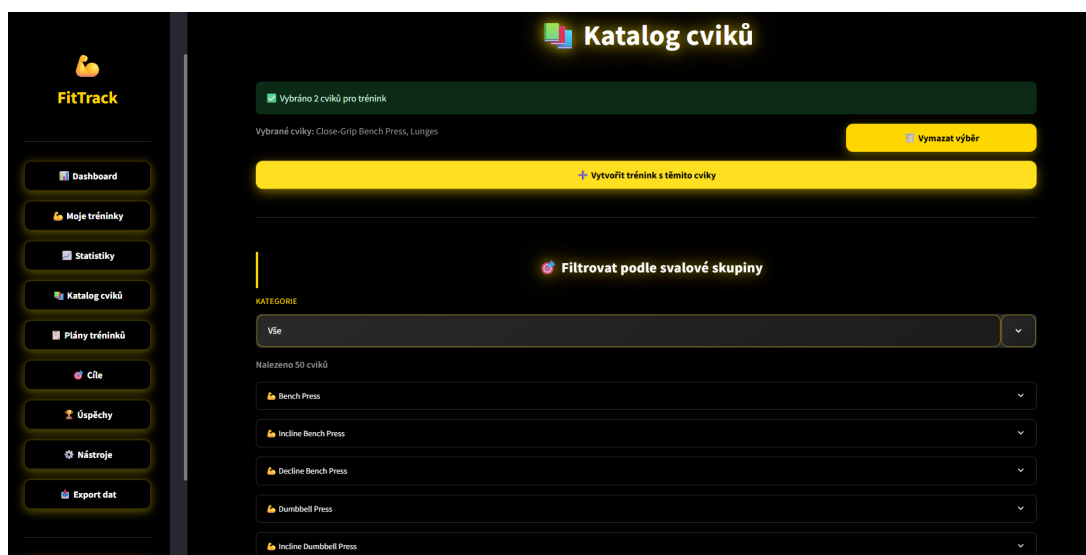 FitTrack
Dashboard
Moje tréninky
Statistiky
Katalog cviků
Plány tréninků
Cíle
Úspěchy
Nástroje
Export dat
Katalog cviků
Vybráno 2 cviků pro trénink
Vybrané cviky: Close-Grip Bench Press, Lunges
Vymazat výběr
Vytvořit trénink s těmito cviky
Filtrovat podle svalové skupiny
KATEGORIE
Vše
Nalezeno 50 cviků
Bench Press
Incline Bench Press
Decline Bench Press
Dumbbell Press
Incline Dumbbell Press